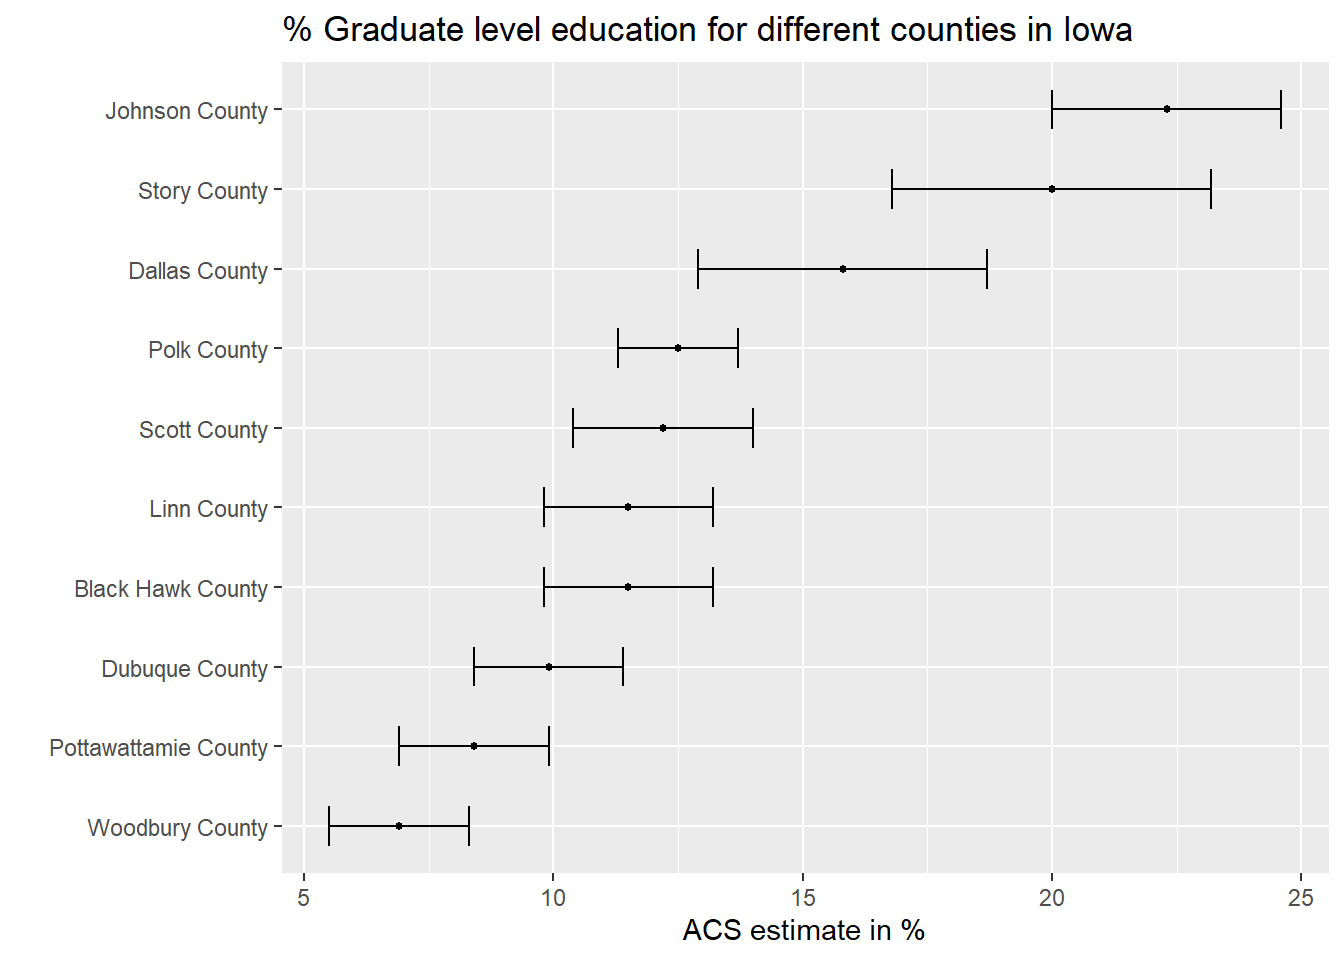 % Graduate level education for different counties in Iowa
Johnson County
Story County
Dallas County
Polk County
Scott County
Linn County
Black Hawk County
Dubuque County
Pottawattamie County
Woodbury County
5 10 15 20 25
ACS estimate in %